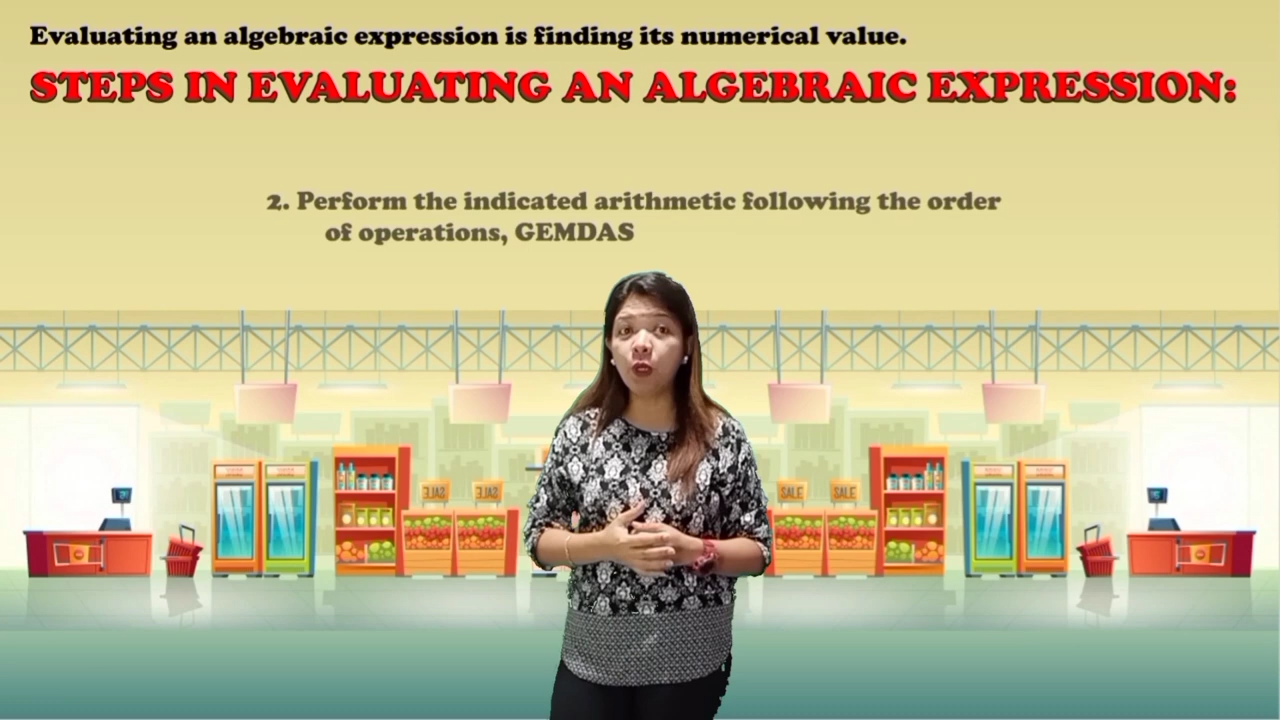 Evaluating an algebraic expression is finding its numerical value.
STEPS IN EVALUATING AN ALGEBRAIC EXPRESSION:
2. Perform the indicated arithmetic following the order
of operations, GEMDAS
SALE SALE SALE SALE